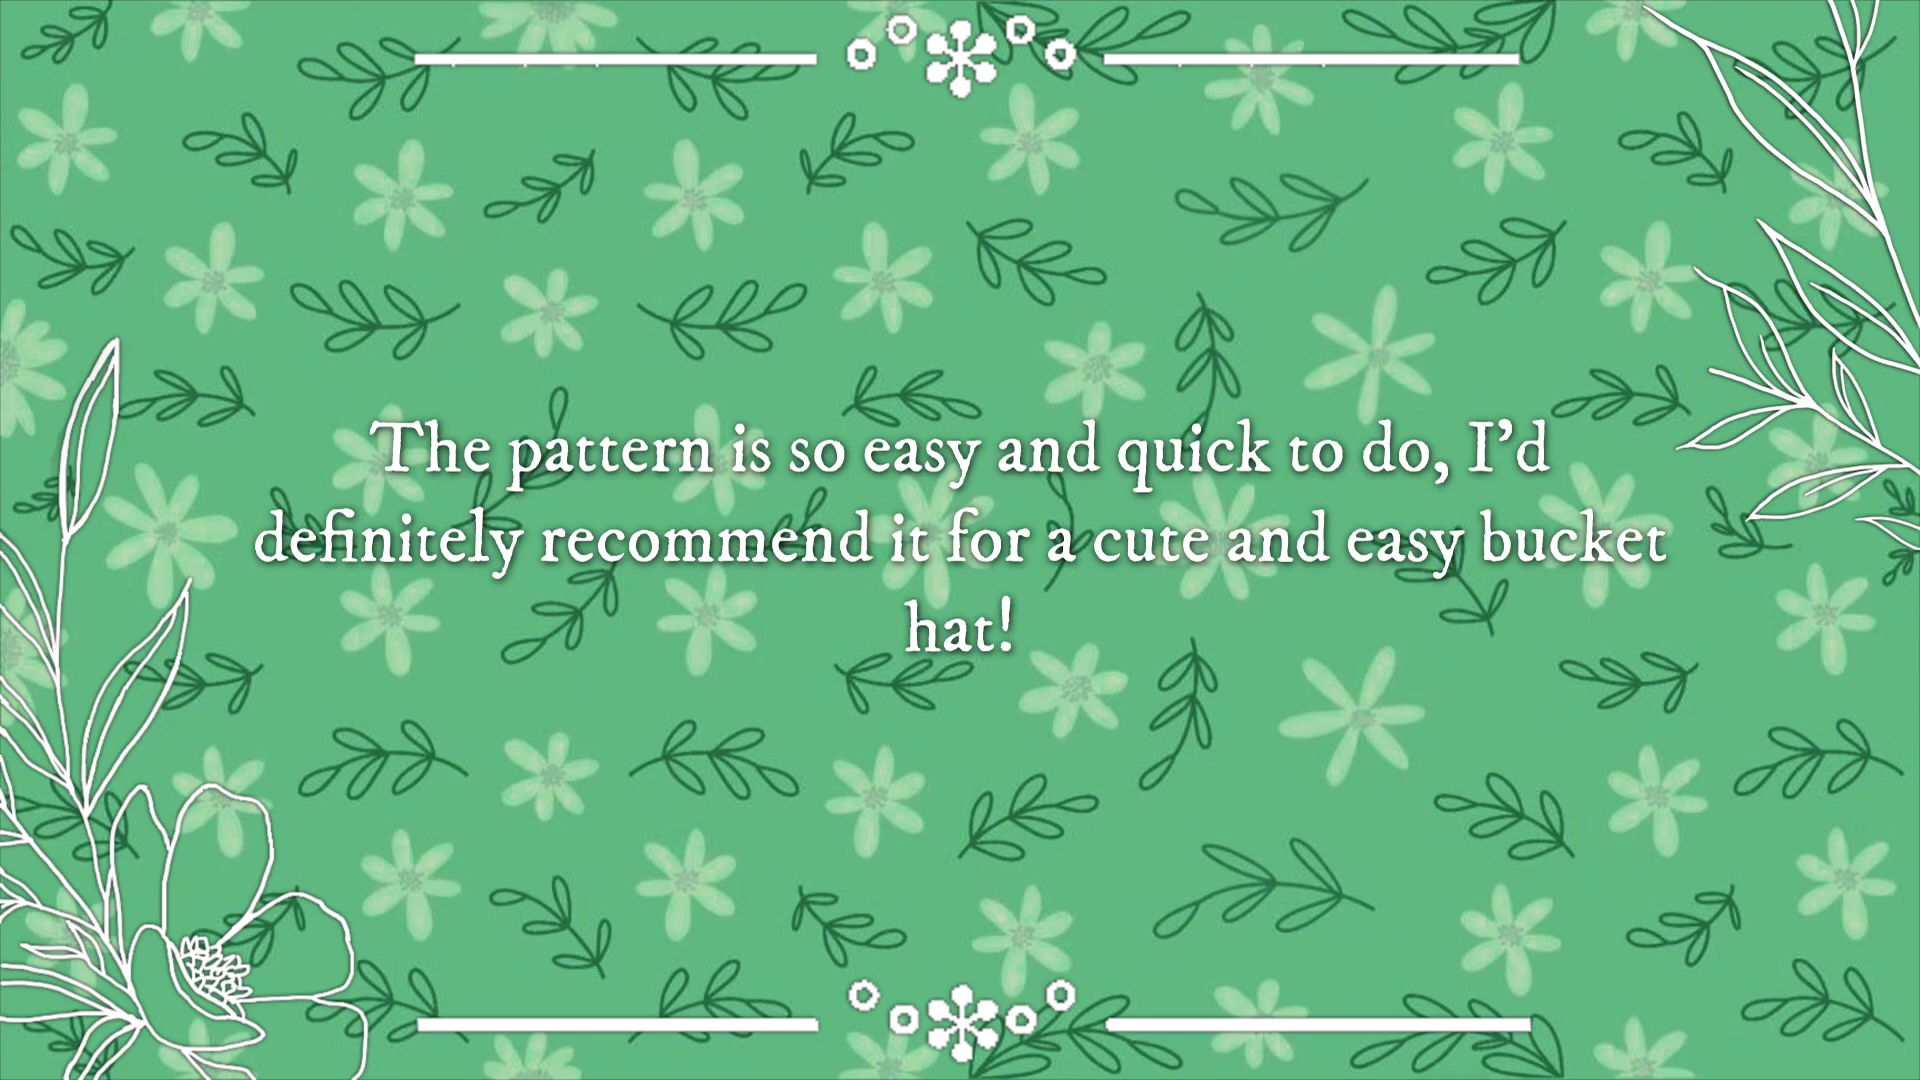 The pattern is so easy and quick to do, I’d
definitely recommend it for a cute and easy bucket
hat!